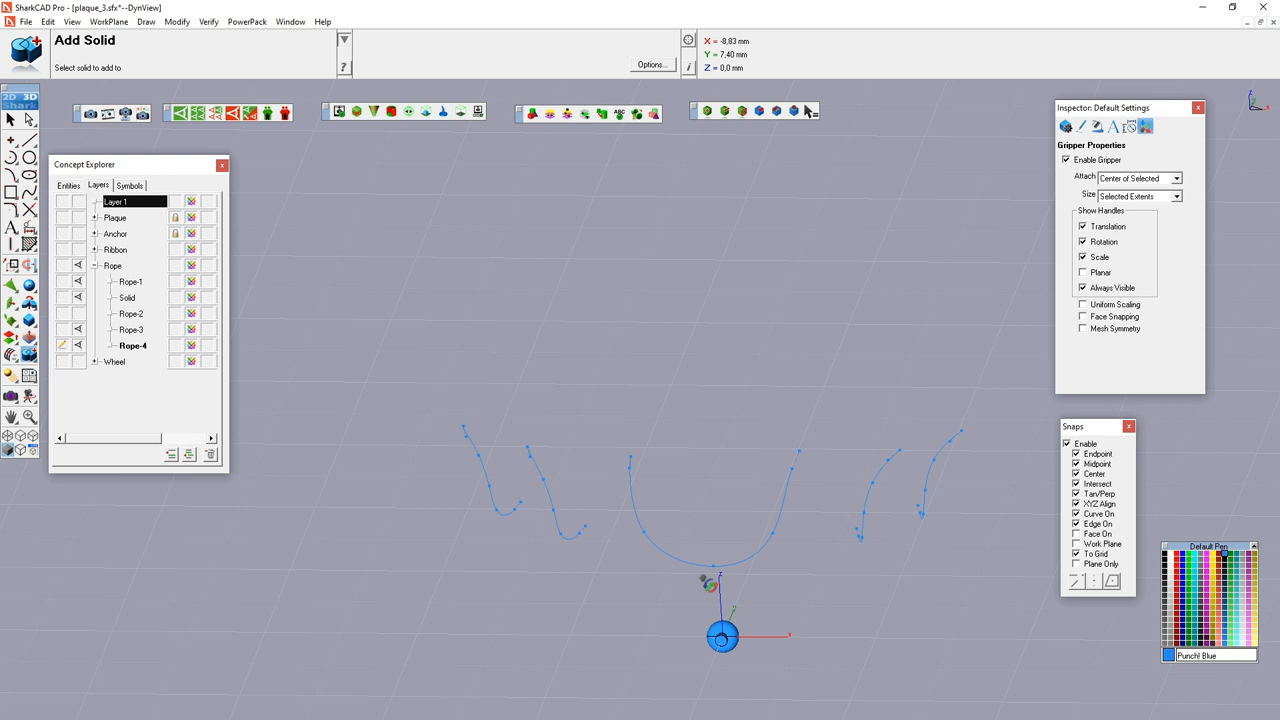 SharkCAD Pro - [plaque_3.sfx*--DynView]
File Edit View WorkPlane Draw Modify Verify PowerPack Window Help
Add Solid
Select solid to add to
?
Options...
i
X = -8,83 mm
Y = 7,40 mm
Z = 0,0 mm
2D 3D
Shark
ABC
Concept Explorer
Entities Layers Symbols
Layer 1
Plaque
Anchor
Ribbon
Rope
Rope-1
Solid
Rope-2
Rope-3
Rope-4
Wheel
Inspector: Default Settings
Gripper Properties
Enable Gripper
Attach Center of Selected
Size Selected Extents
Show Handles
Translation
Rotation
Scale
Planar
Always Visible
Uniform Scaling
Face Snapping
Mesh Symmetry
Snaps
Enable
Endpoint
Midpoint
Center
Intersect
Tan/Perp
XYZ Align
Curve On
Edge On
Face On
Work Plane
To Grid
Plane Only
Default Pen
Punch! Blue
z
y
x